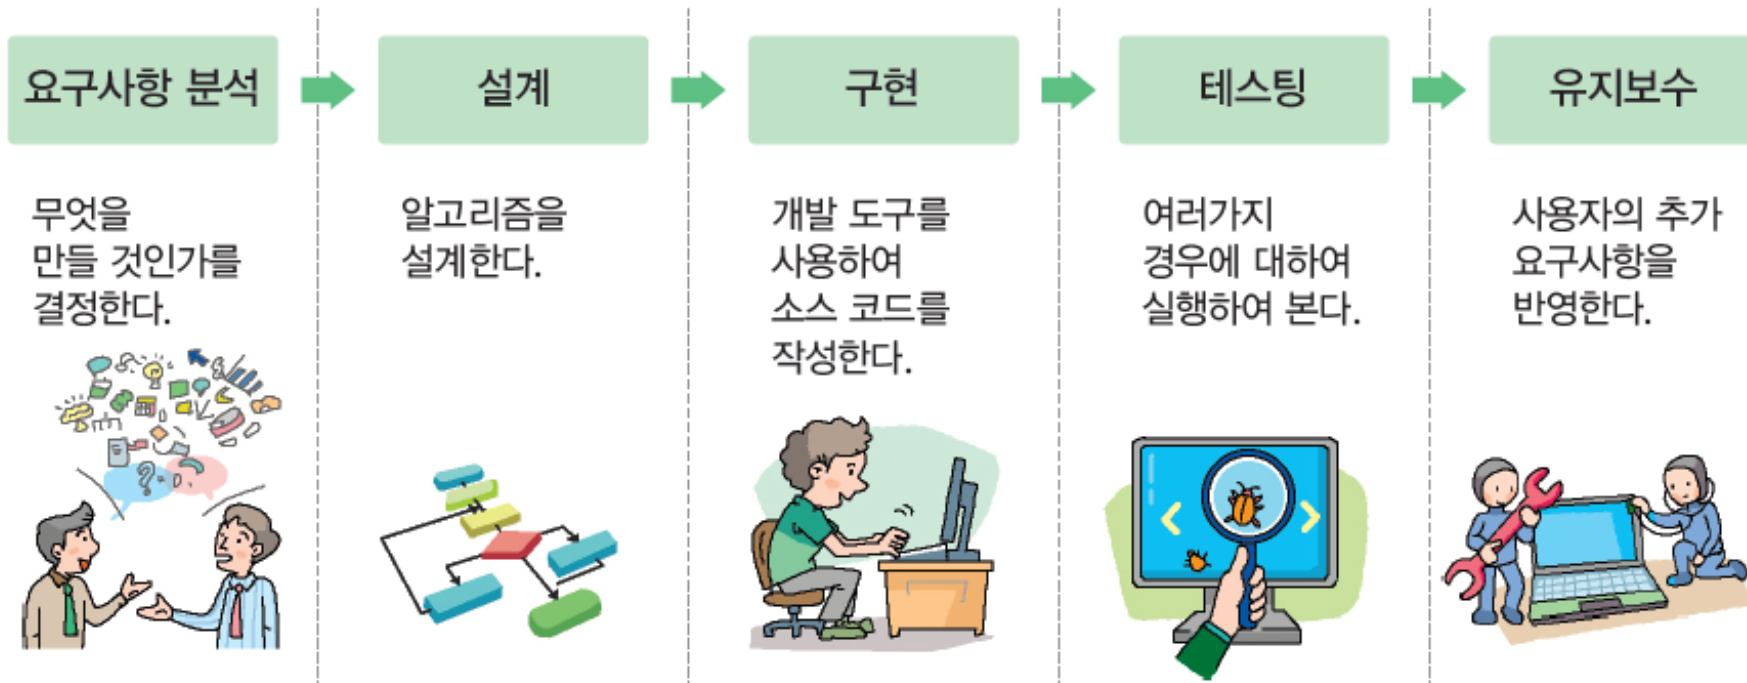 요구사항 분석
무엇을
만들 것인가를
결정한다.
설계
알고리즘을
설계한다.
구현
개발 도구를
사용하여
소스 코드를
작성한다.
테스팅
여러가지
경우에 대하여
실행하여 본다.
유지보수
사용자의 추가
요구사항을
반영한다.